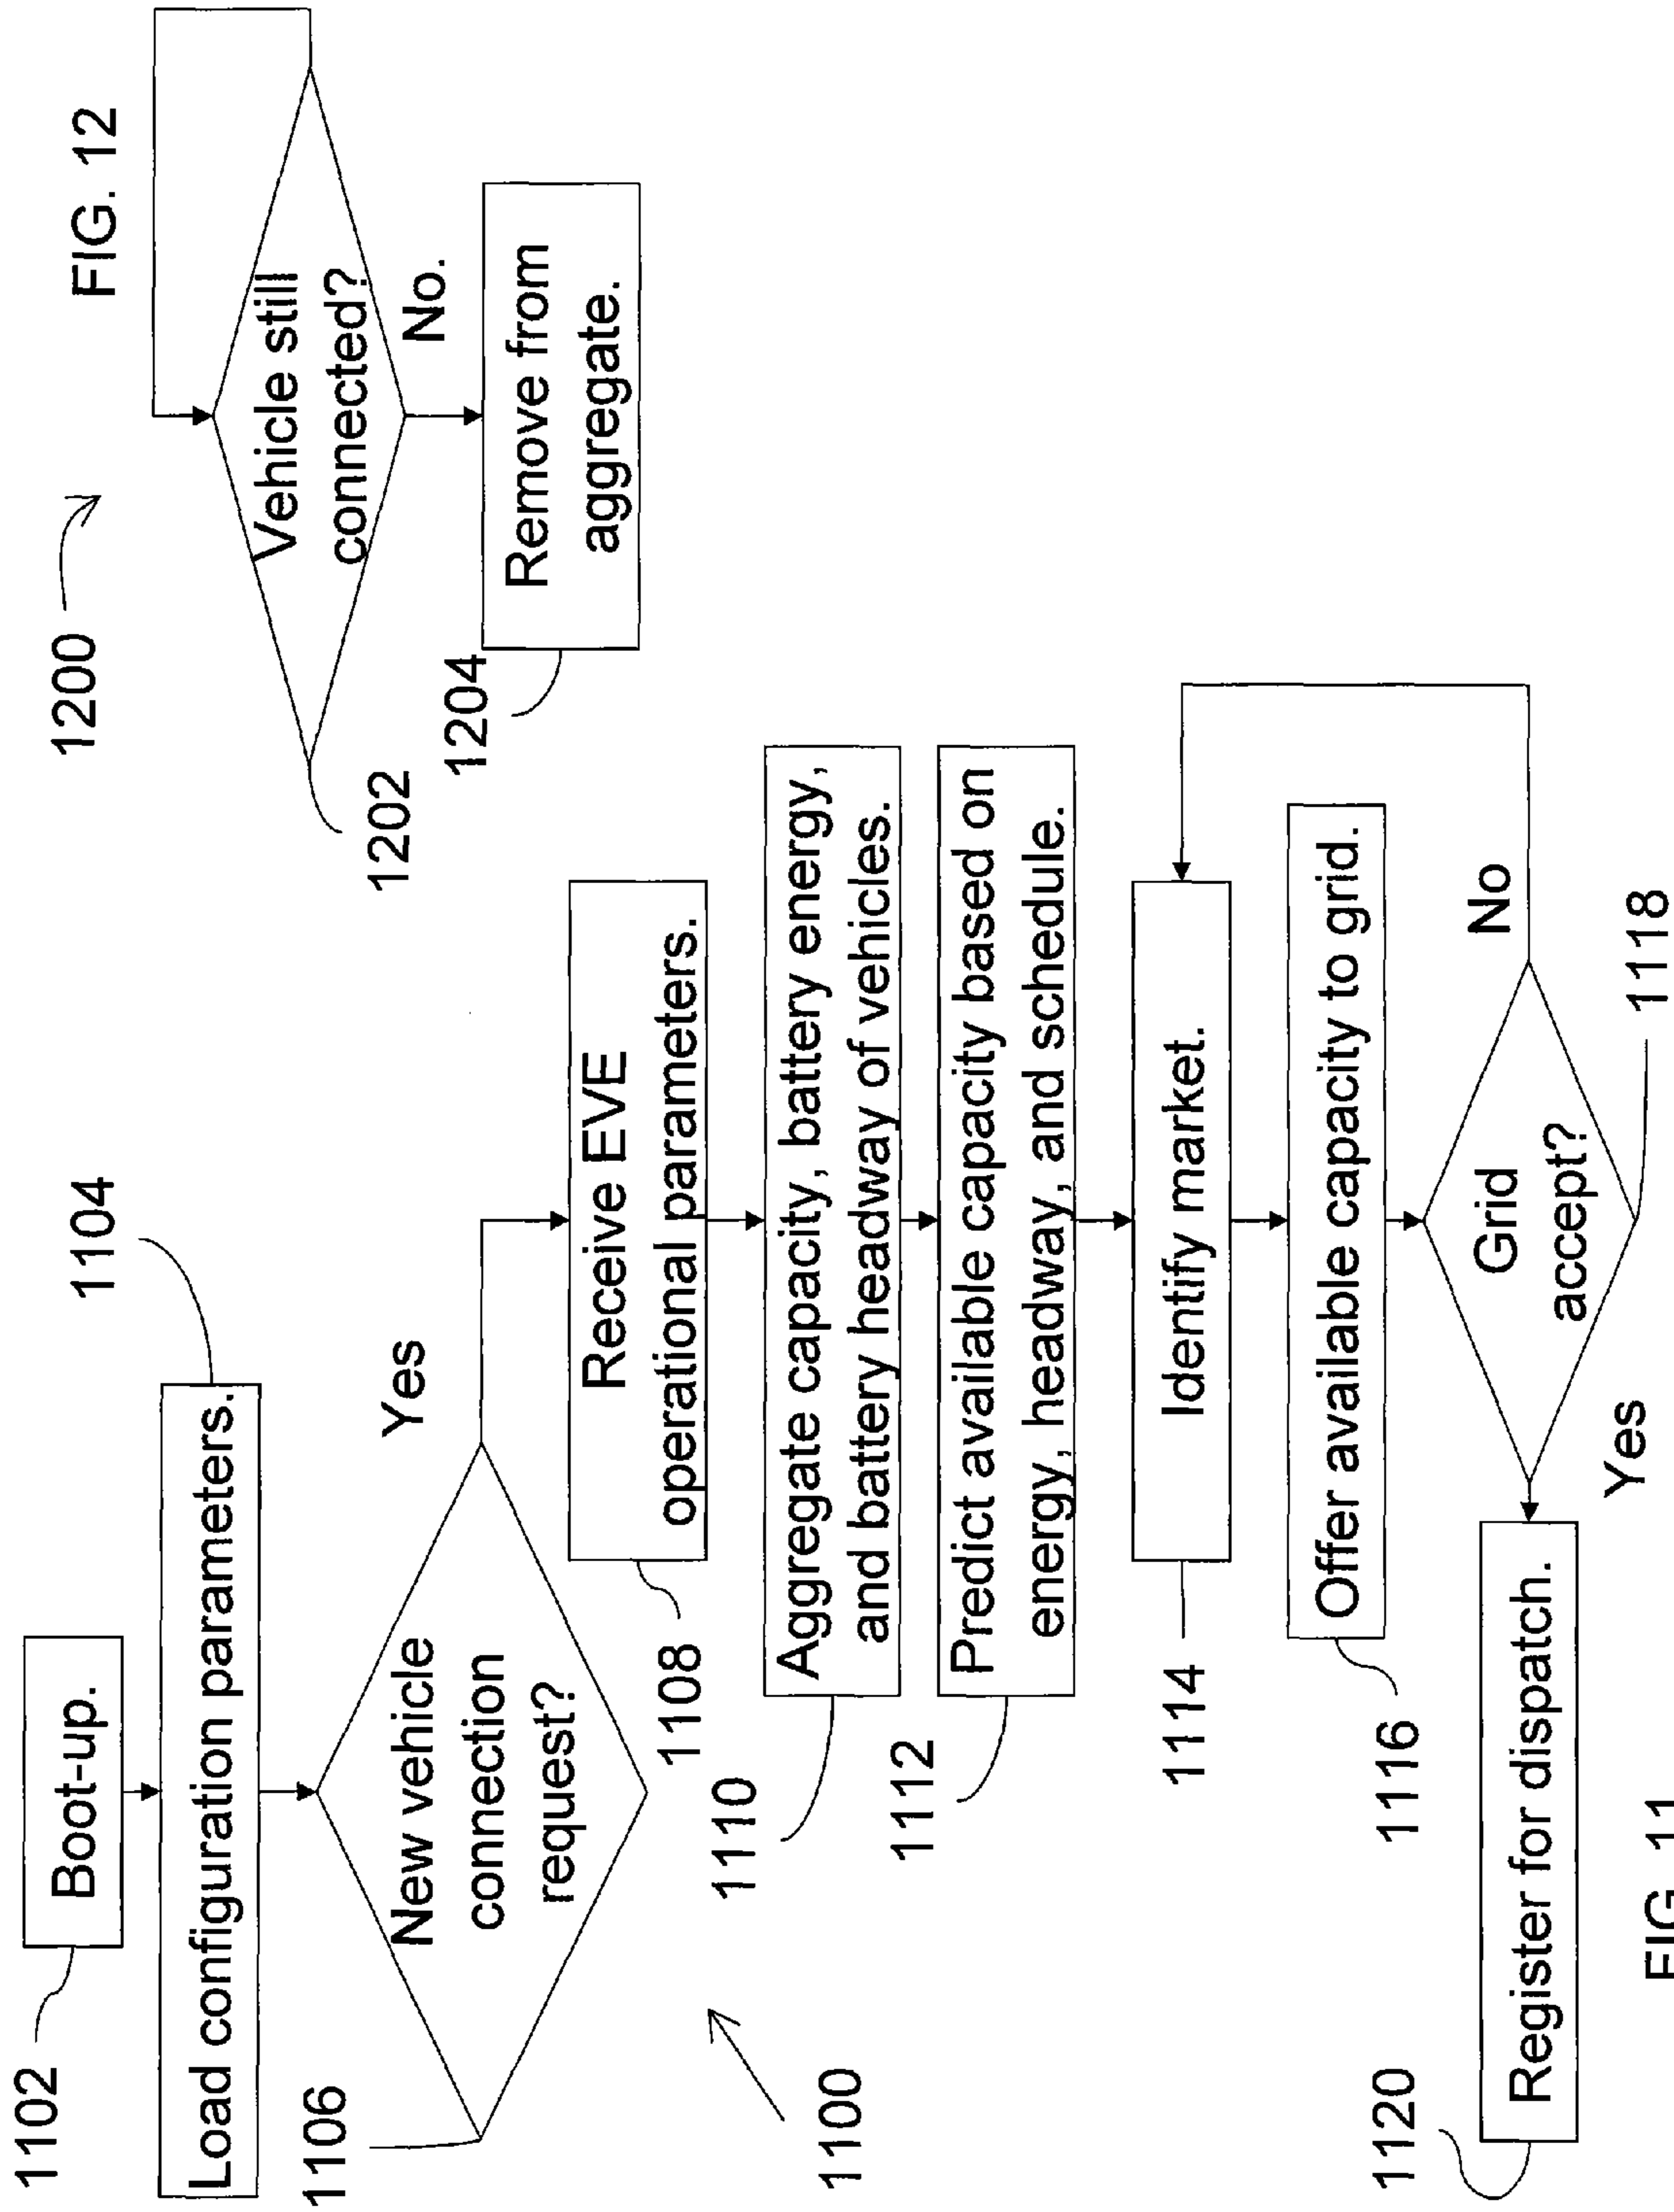 1102
Boot-up.
1104
Load configuration parameters.
1106
New vehicle
connection
request?
Yes
1100
1108
Receive EVE
operational parameters.
1110
Aggregate capacity, battery energy,
and battery headway of vehicles.
1112
Predict available capacity based on
energy, headway, and schedule.
1114
Identify market.
1116
Offer available capacity to grid.
Grid
accept?
No
1118
Yes
1120
Register for dispatch.
FIG. 11
1200
FIG. 12
Vehicle still
connected?
1202
No.
1204
Remove from
aggregate.